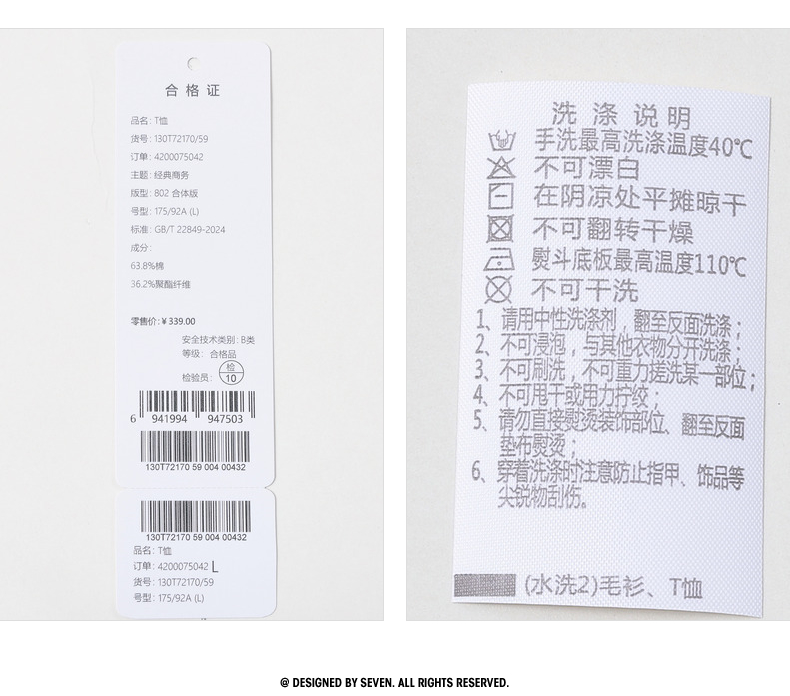 合格证
品名: T恤
货号: 130T72170/59
订单: 4200075042
主题: 经典商务
版型: 802 合体版
号型: 175/92A (L)
标准: GB/T 22849-2024
成分:
63.8%棉
36.2%聚酯纤维
零售价: ¥ 339.00
安全技术类别: B类
等级: 合格品
检验员: 检 10
6 941994 947503
130T72170 59 004 00432
130T72170 59 004 00432
品名: T恤
订单: 4200075042 L
货号: 130T72170/59
号型: 175/92A (L)
洗涤说明
手洗最高洗涤温度40℃
不可漂白
在阴凉处平摊晾干
不可翻转干燥
熨斗底板最高温度110℃
不可干洗
1、请用中性洗涤剂，翻至反面洗涤；
2、不可浸泡，与其他衣物分开洗涤；
3、不可刷洗，不可重力搓洗某一部位；
4、不可甩干或用力拧绞；
5、请勿直接熨烫装饰部位、翻至反面
垫布熨烫；
6、穿着洗涤时注意防止指甲、饰品等
尖锐物刮伤。
(水洗2)毛衫、T恤
@ DESIGNED BY SEVEN. ALL RIGHTS RESERVED.